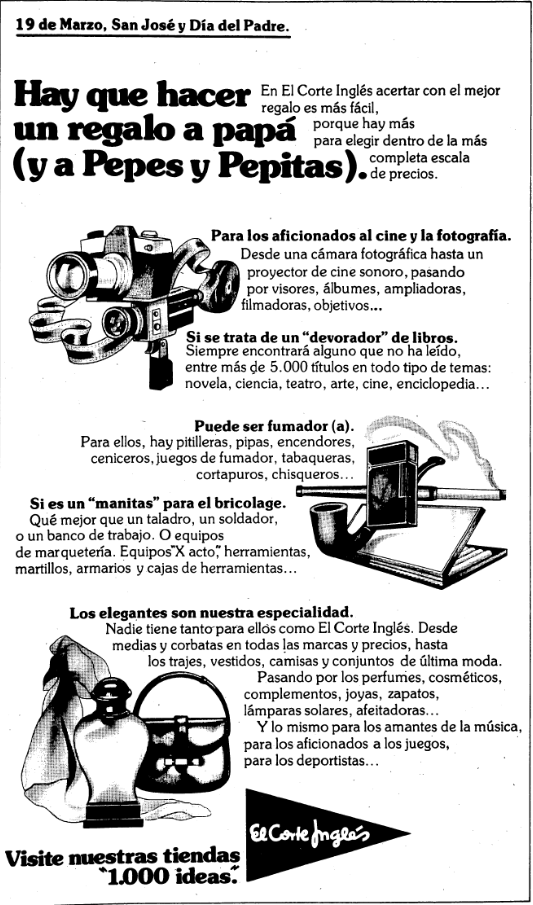 19 de Marzo, San José y Día del Padre.
Hay que hacer
un regalo a papá
(y a Pepes y Pepitas).
En El Corte Inglés acertar con el mejor
regalo es más fácil,
porque hay más
para elegir dentro de la más
completa escala
de precios.
Para los aficionados al cine y la fotografía.
Desde una cámara fotográfica hasta un
proyector de cine sonoro, pasando
por visores, álbumes, ampliadoras,
filmadoras, objetivos...
Si se trata de un "devorador" de libros.
Siempre encontrará alguno que no ha leído,
entre más de 5.000 títulos en todo tipo de temas:
novela, ciencia, teatro, arte, cine, enciclopedia...
Puede ser fumador (a).
Para ellos, hay pitilleras, pipas, encendores,
ceniceros, juegos de fumador, tabaqueras,
cortapuros, chisqueros...
Si es un "manitas" para el bricolage.
Qué mejor que un taladro, un soldador,
o un banco de trabajo. O equipos
de marquetería. Equipos "X acto", herramientas,
martillos, armarios y cajas de herramientas...
Los elegantes son nuestra especialidad.
Nadie tiene tanto para ellos como El Corte Inglés. Desde
medias y corbatas en todas las marcas y precios, hasta
los trajes, vestidos, camisas y conjuntos de última moda.
Pasando por los perfumes, cosméticos,
complementos, joyas, zapatos,
lámparas solares, afeitadoras...
Y lo mismo para los amantes de la música,
para los aficionados a los juegos,
para los deportistas...
El Corte Inglés
Visite nuestras tiendas
"1.000 ideas".